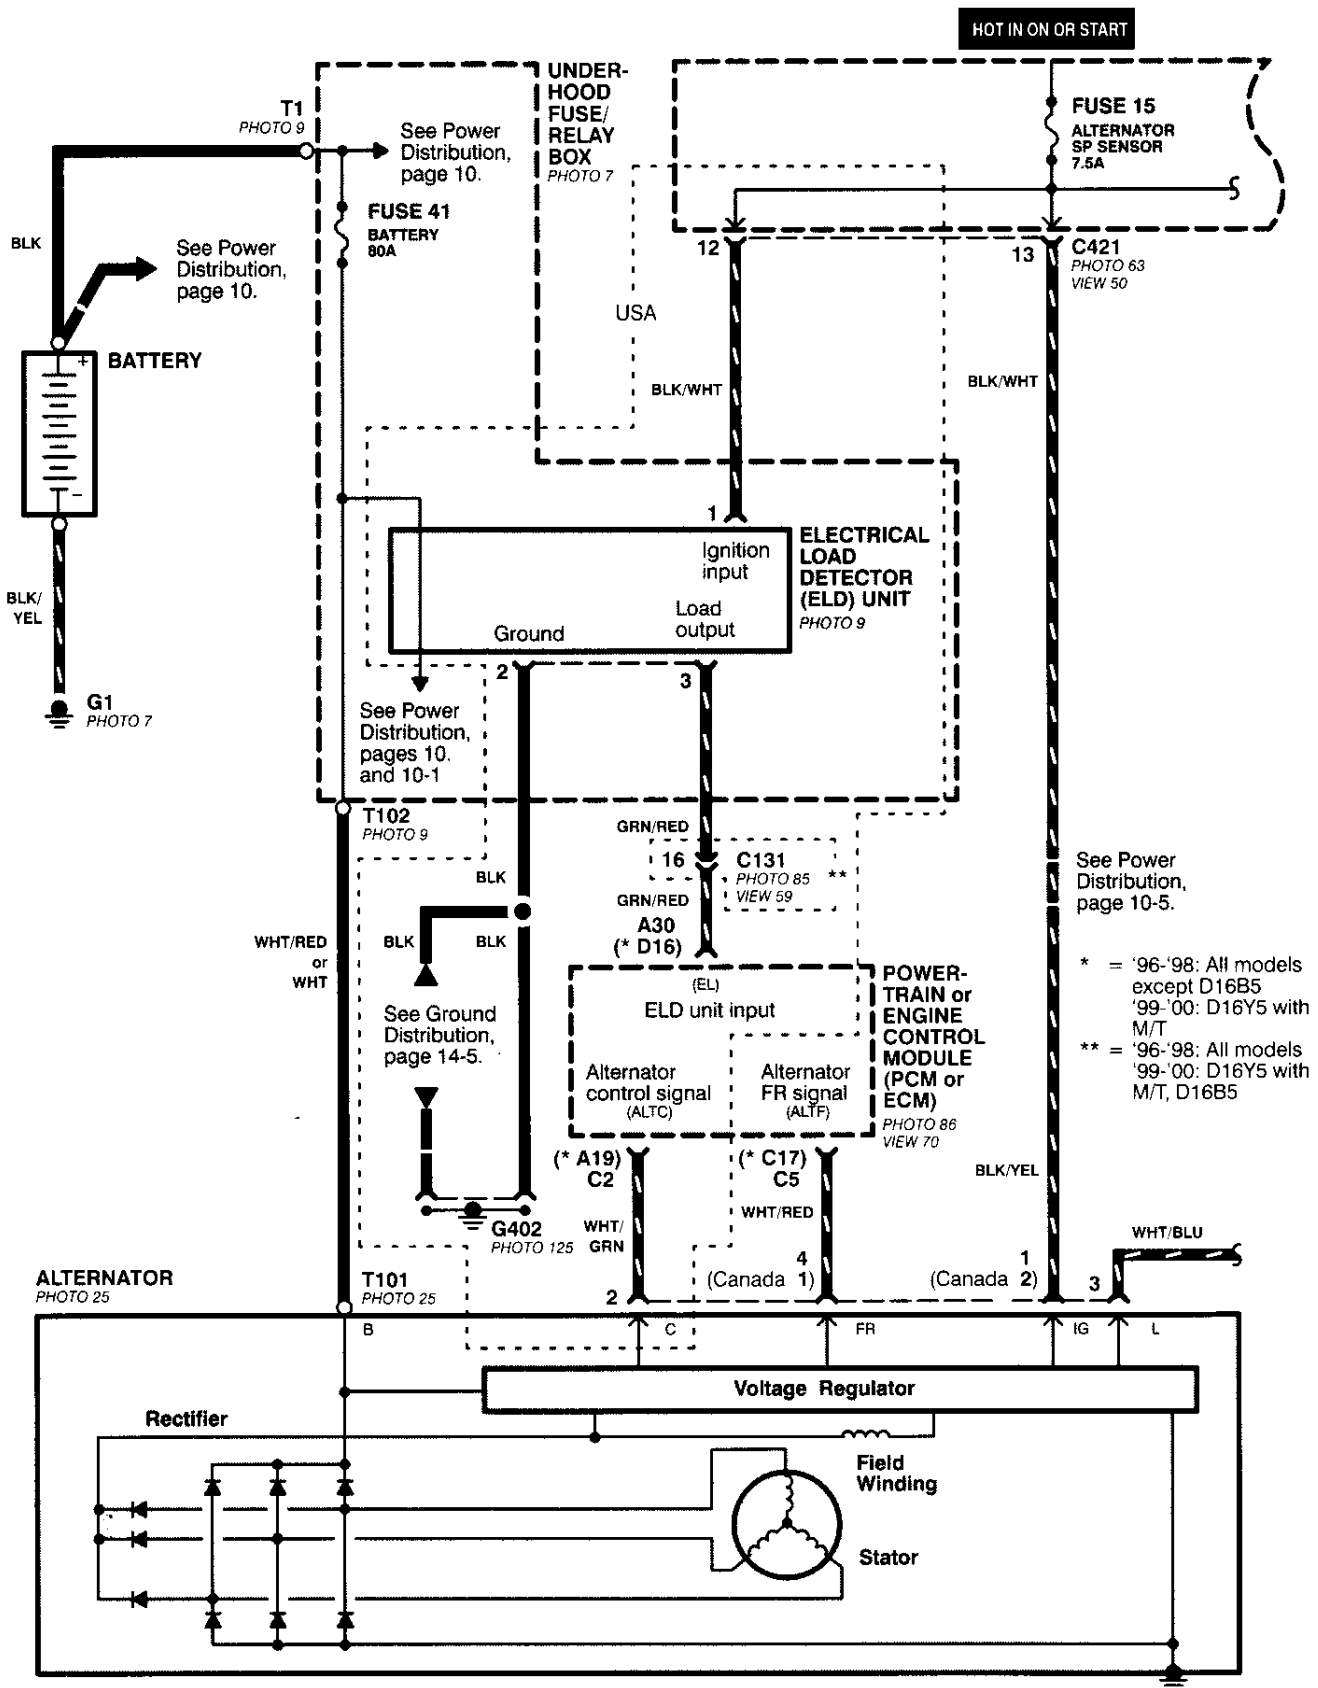 HOT IN ON OR START
UNDER-
HOOD
FUSE/
RELAY
BOX
PHOTO 7
T1
PHOTO 9
See Power
Distribution,
page 10.
FUSE 15
ALTERNATOR
SP SENSOR
7.5A
FUSE 41
BATTERY
80A
BLK
See Power
Distribution,
page 10.
12
13
C421
PHOTO 63
VIEW 50
USA
BATTERY
+
−
BLK/WHT
BLK/WHT
1
ELECTRICAL
LOAD
DETECTOR
(ELD) UNIT
PHOTO 9
Ignition
input
Load
output
Ground
BLK/
YEL
2
3
G1
PHOTO 7
See Power
Distribution,
pages 10.
and 10-1
T102
PHOTO 9
GRN/RED
16
C131
PHOTO 85
VIEW 59
**
BLK
GRN/RED
See Power
Distribution,
page 10-5.
A30
(* D16)
WHT/RED
or
WHT
BLK
BLK
* = '96-'98: All models
except D16B5
'99-'00: D16Y5 with
M/T
** = '96-'98: All models
'99-'00: D16Y5 with
M/T, D16B5
(EL)
ELD unit input
POWER-
TRAIN or
ENGINE
CONTROL
MODULE
(PCM or
ECM)
PHOTO 86
VIEW 70
See Ground
Distribution,
page 14-5.
Alternator
control signal
(ALTC)
Alternator
FR signal
(ALTF)
(* A19)
C2
(* C17)
C5
BLK/YEL
WHT/
GRN
WHT/RED
G402
PHOTO 125
WHT/BLU
ALTERNATOR
PHOTO 25
T101
PHOTO 25
2
4
(Canada 1)
1
(Canada 2)
3
B
C
FR
IG
L
Voltage Regulator
Rectifier
Field
Winding
Stator